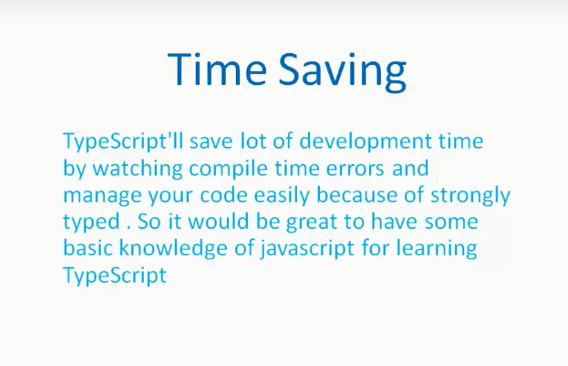 Time Saving
TypeScript'll save lot of development time
by watching compile time errors and
manage your code easily because of strongly
typed . So it would be great to have some
basic knowledge of javascript for learning
TypeScript